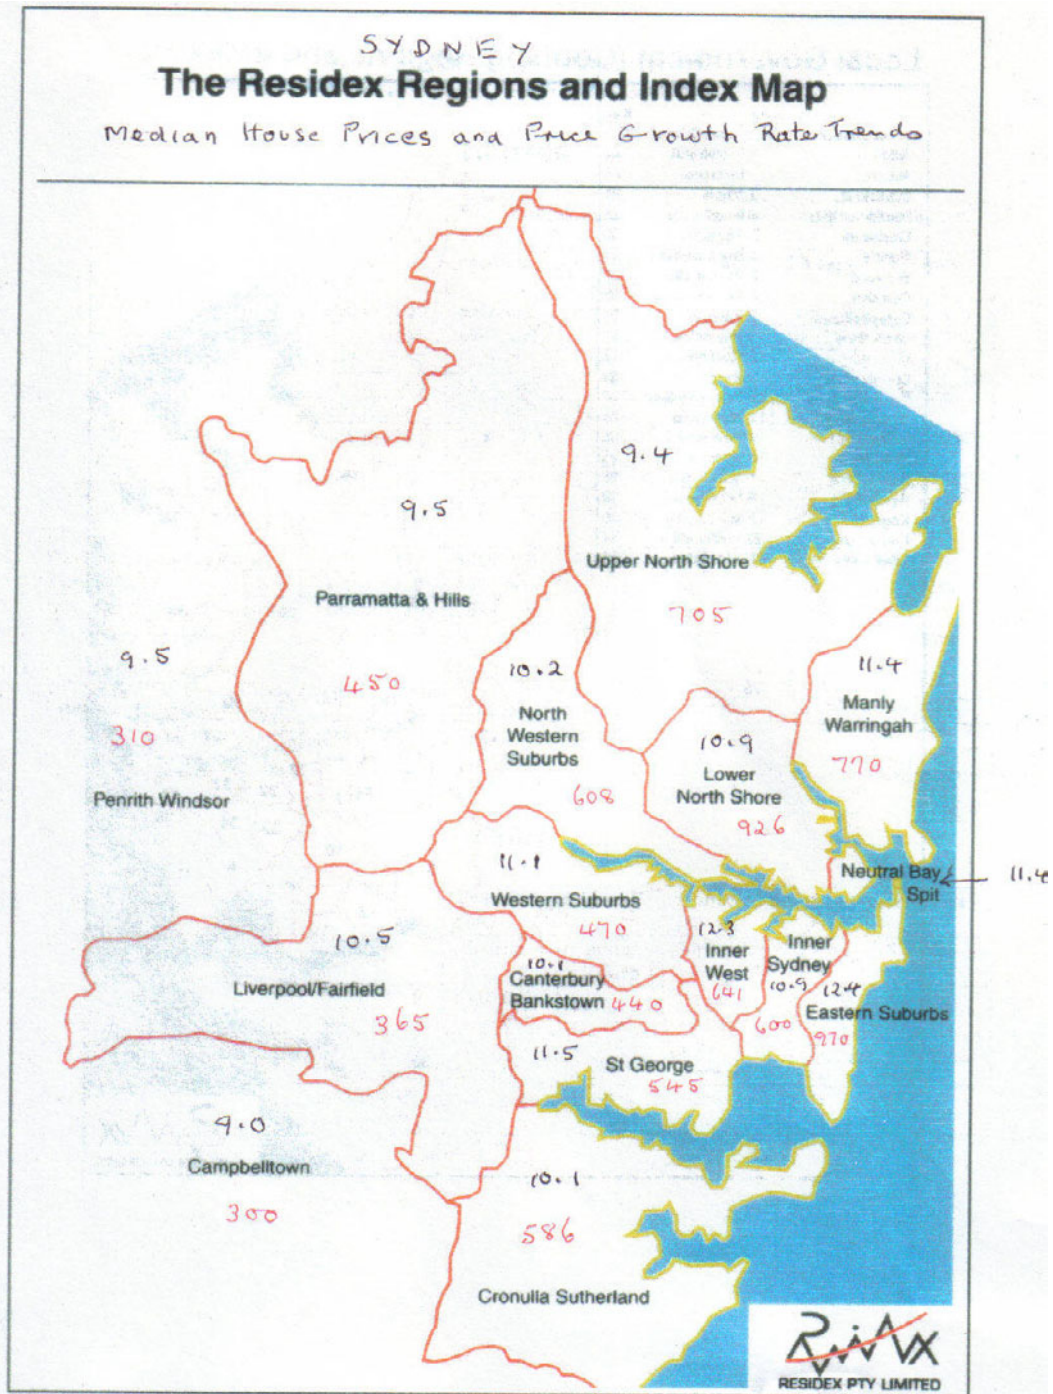 SYDNEY
The Residex Regions and Index Map
Median House Prices and Price Growth Rate Trends
9.4
9.5
Upper North Shore
Parramatta & Hills
705
9.5
10.2
11.4
450
Manly
Warringah
North
Western
Suburbs
310
10.9
770
Lower
North Shore
Penrith Windsor
608
926
11.1
Neutral Bay
Spit
11.4
Western Suburbs
470
12.3
Inner
West
641
Inner
Sydney
10.9
600
10.5
10.1
Canterbury
Bankstown 440
Liverpool/Fairfield
365
12.4
Eastern Suburbs
970
11.5
St George
545
9.0
Campbelltown
300
10.1
586
Cronulla Sutherland
RESIDEX PTY LIMITED